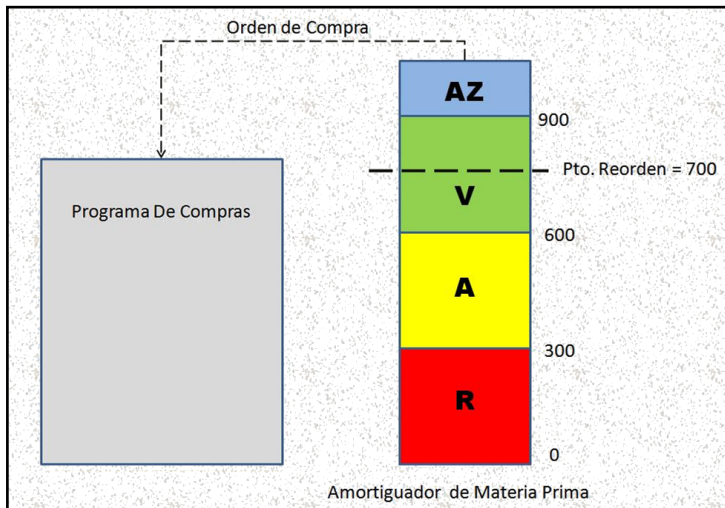 Orden de Compra
AZ
900
Pto. Reorden = 700
Programa De Compras
V
600
A
300
R
0
Amortiguador de Materia Prima